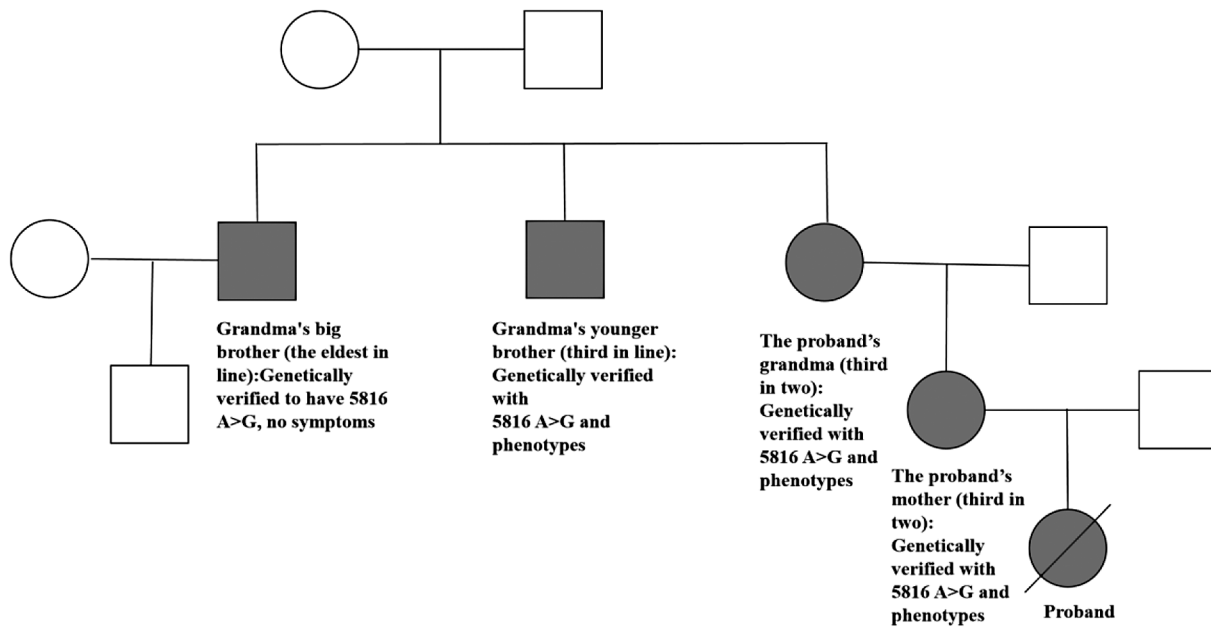 Grandma's big
brother (the eldest in
line):Genetically
verified to have 5816
A>G, no symptoms
Grandma's younger
brother (third in line):
Genetically verified
with
5816 A>G and
phenotypes
The proband’s
grandma (third
in two):
Genetically
verified with
5816 A>G and
phenotypes
The proband’s
mother (third in
two):
Genetically
verified with
5816 A>G and
phenotypes
Proband